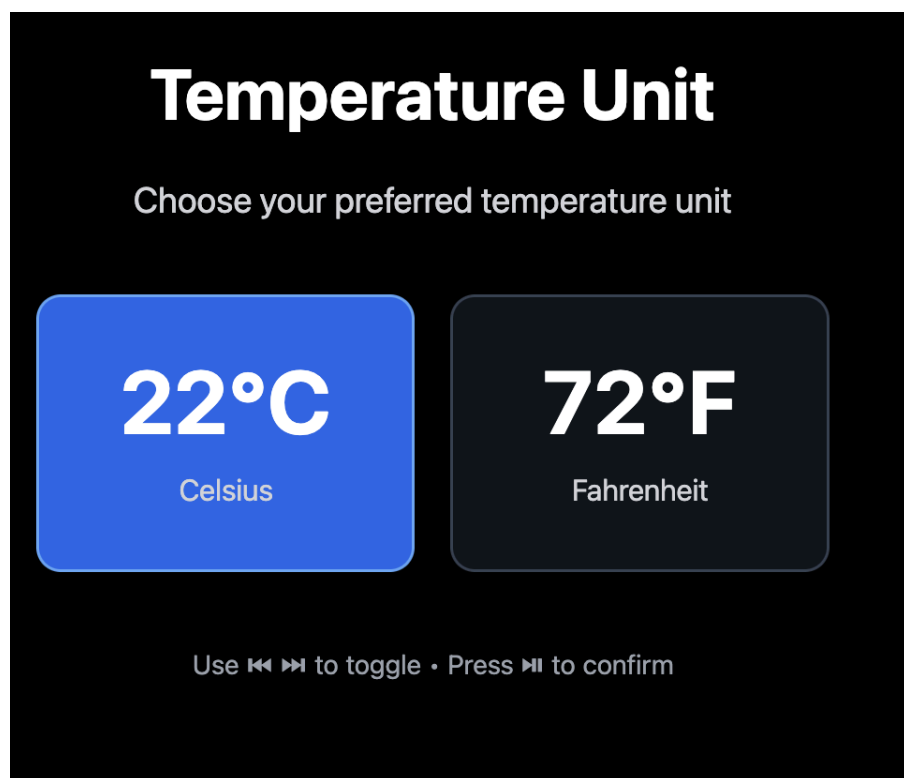 Temperature Unit
Choose your preferred temperature unit
22°C
Celsius
72°F
Fahrenheit
Use ⏮ ⏭ to toggle • Press ⏯ to confirm